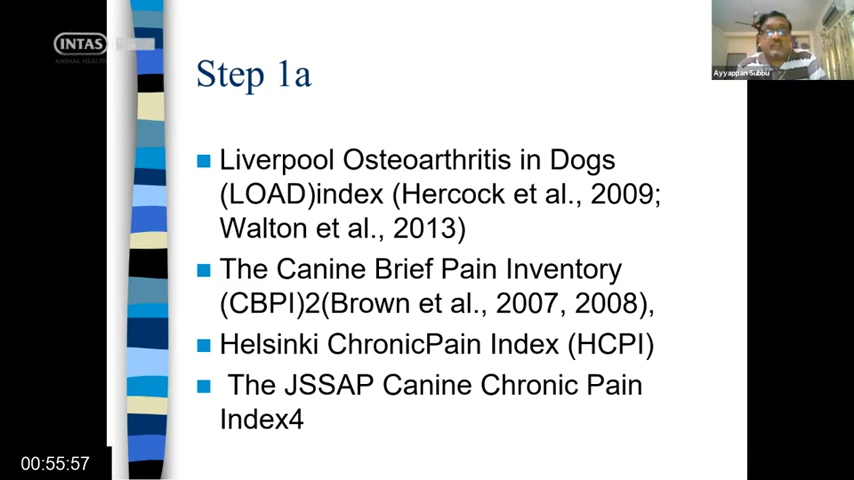 INTAS
ANIMAL HEALTH
Ayyappan Subbu
Step 1a
Liverpool Osteoarthritis in Dogs
(LOAD)index (Hercock et al., 2009;
Walton et al., 2013)
The Canine Brief Pain Inventory
(CBPI)2(Brown et al., 2007, 2008),
Helsinki ChronicPain Index (HCPI)
The JSSAP Canine Chronic Pain
Index4
00:55:57